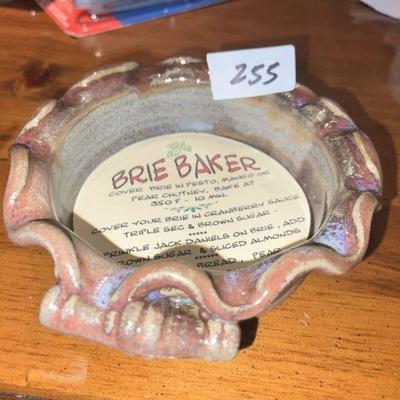 255
BRIE BAKER
COVER BRIE IN PESTO, MANGO OR
PEAR CHUTNEY, BAKE AT
350 F - 10 MIN.
COVER YOUR BRIE IN CRANBERRY SAUCE
TRIPLE SEC & BROWN SUGAR -
*****
SPRINKLE JACK DANIELS ON BRIE, ADD
BROWN SUGAR & SLICED ALMONDS
*****
BREAD, PEAR